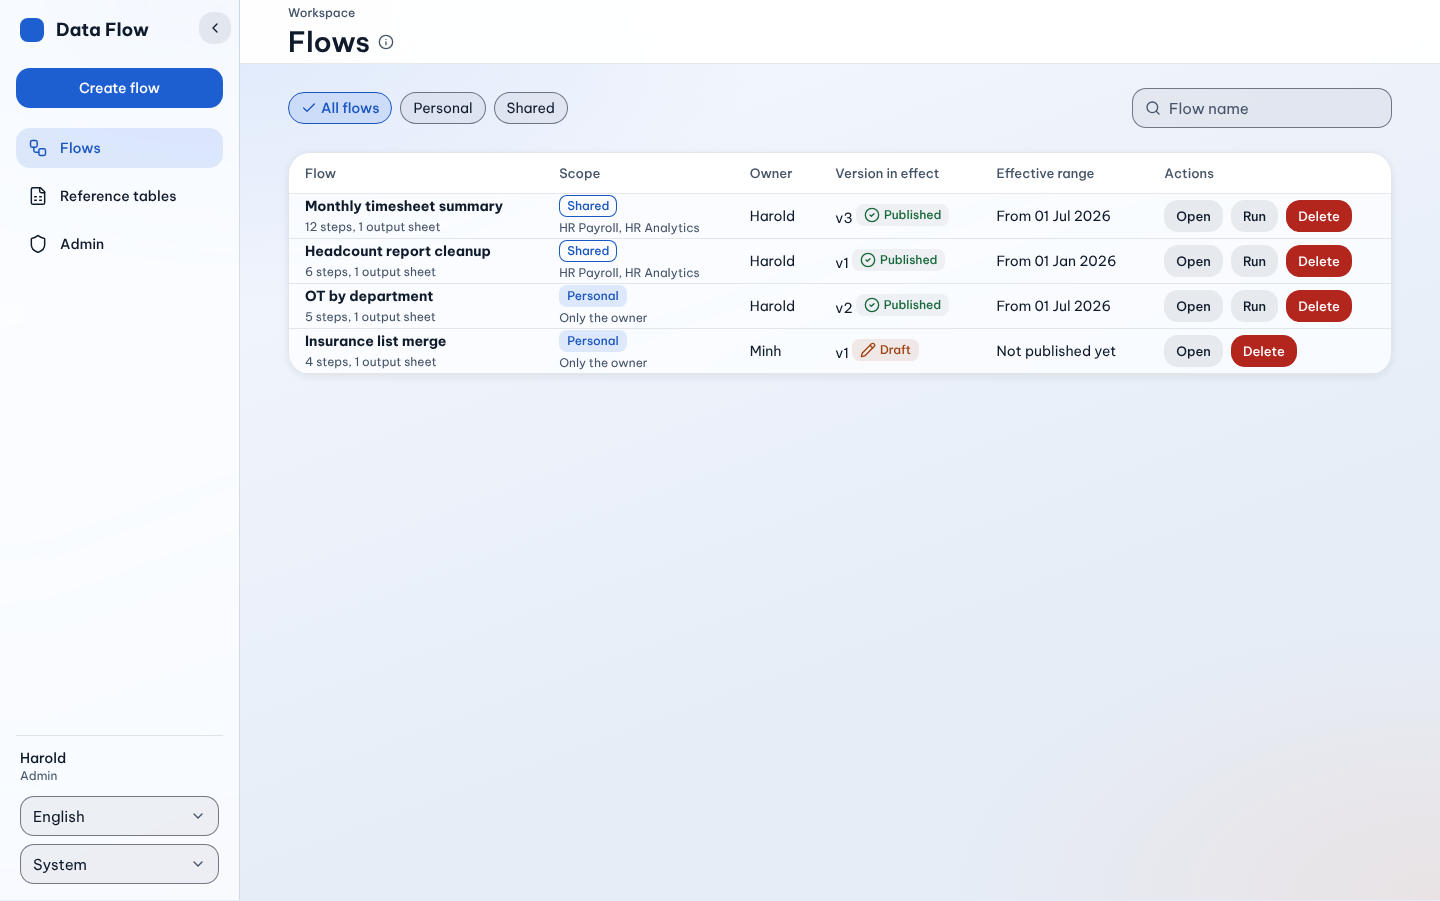 Data Flow
Create flow
Flows
Reference tables
Admin
Harold
Admin
English
System
Workspace
Flows
All flows
Personal
Shared
Flow name
Flow Scope Owner Version in effect Effective range Actions
Monthly timesheet summary
12 steps, 1 output sheet
Shared
HR Payroll, HR Analytics
Harold
v3 Published
From 01 Jul 2026
Open Run Delete
Headcount report cleanup
6 steps, 1 output sheet
Shared
HR Payroll, HR Analytics
Harold
v1 Published
From 01 Jan 2026
Open Run Delete
OT by department
5 steps, 1 output sheet
Personal
Only the owner
Harold
v2 Published
From 01 Jul 2026
Open Run Delete
Insurance list merge
4 steps, 1 output sheet
Personal
Only the owner
Minh
v1 Draft
Not published yet
Open Delete